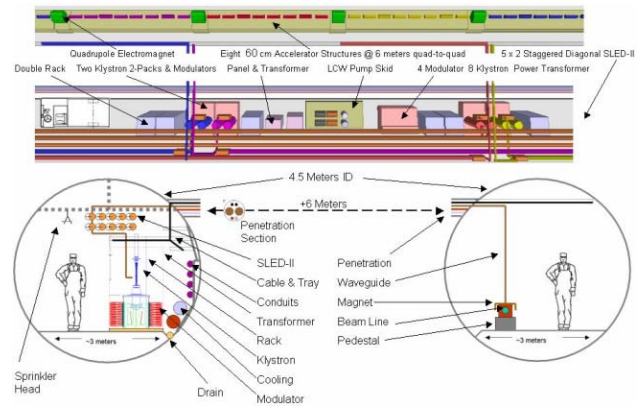 Quadrupole Electromagnet Eight 60 cm Accelerator Structures @ 6 meters quad-to-quad 5 x 2 Staggered Diagonal SLED-II
Double Rack Two Klystron 2-Packs & Modulators Panel & Transformer LCW Pump Skid 4 Modulator 8 Klystron Power Transformer
4.5 Meters ID
+6 Meters
Penetration
Section
SLED-II
Cable & Tray
Conduits
Transformer
Rack
Klystron
Cooling
Modulator
Drain
Sprinkler
Head
~3 meters
Penetration
Waveguide
Magnet
Beam Line
Pedestal
~3 meters